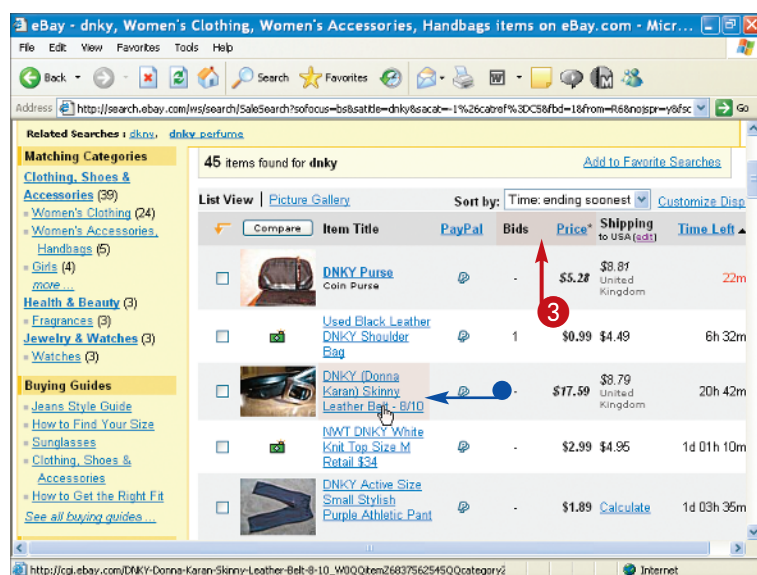 eBay - dnky, Women's Clothing, Women's Accessories, Handbags items on eBay.com - Micr...
File Edit View Favorites Tools Help
Back Search Favorites
Address http://search.ebay.com/ws/search/SaleSearch?sofocus=bs&satitle=dnky&sacat=-1%26catref%3DC5&fbd=1&from=R6&nojspr=y&fsc Go
Related Searches: dkny, dnky perfume
Matching Categories
Clothing, Shoes &
Accessories (39)
Women's Clothing (24)
Women's Accessories,
Handbags (5)
Girls (4)
more ...
Health & Beauty (3)
Fragrances (3)
Jewelry & Watches (3)
Watches (3)
Buying Guides
Jeans Style Guide
How to Find Your Size
Sunglasses
Clothing, Shoes &
Accessories
How to Get the Right Fit
See all buying guides ...
45 items found for dnky
Add to Favorite Searches
List View | Picture Gallery Sort by: Time: ending soonest Customize Disp
Compare Item Title PayPal Bids Price* Shipping to USA (edit) Time Left
3
DNKY Purse
Coin Purse
- $5.28 $8.81
United
Kingdom
22m
Used Black Leather
DNKY Shoulder
Bag
1 $0.99 $4.49 6h 32m
DNKY (Donna
Karan) Skinny
Leather Belt - 8/10
- $17.59 $8.79
United
Kingdom
20h 42m
NWT DNKY White
Knit Top Size M
Retail $34
- $2.99 $4.95 1d 01h 10m
DNKY Active Size
Small Stylish
Purple Athletic Pant
- $1.89 Calculate 1d 03h 35m
http://cgi.ebay.com/DNKY-Donna-Karan-Skinny-Leather-Belt-8-10_W0QQitemZ6837562545QQcategoryZ Internet